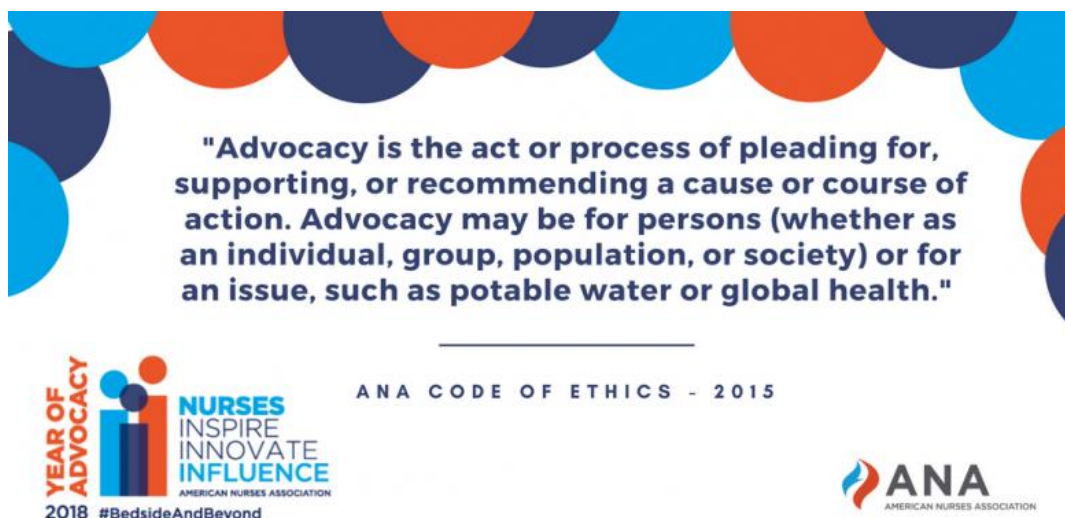 "Advocacy is the act or process of pleading for,
supporting, or recommending a cause or course of
action. Advocacy may be for persons (whether as
an individual, group, population, or society) or for
an issue, such as potable water or global health."
ANA CODE OF ETHICS - 2015
YEAR OF
ADVOCACY
NURSES
INSPIRE
INNOVATE
INFLUENCE
AMERICAN NURSES ASSOCIATION
2018 #BedsideAndBeyond
ANA
AMERICAN NURSES ASSOCIATION